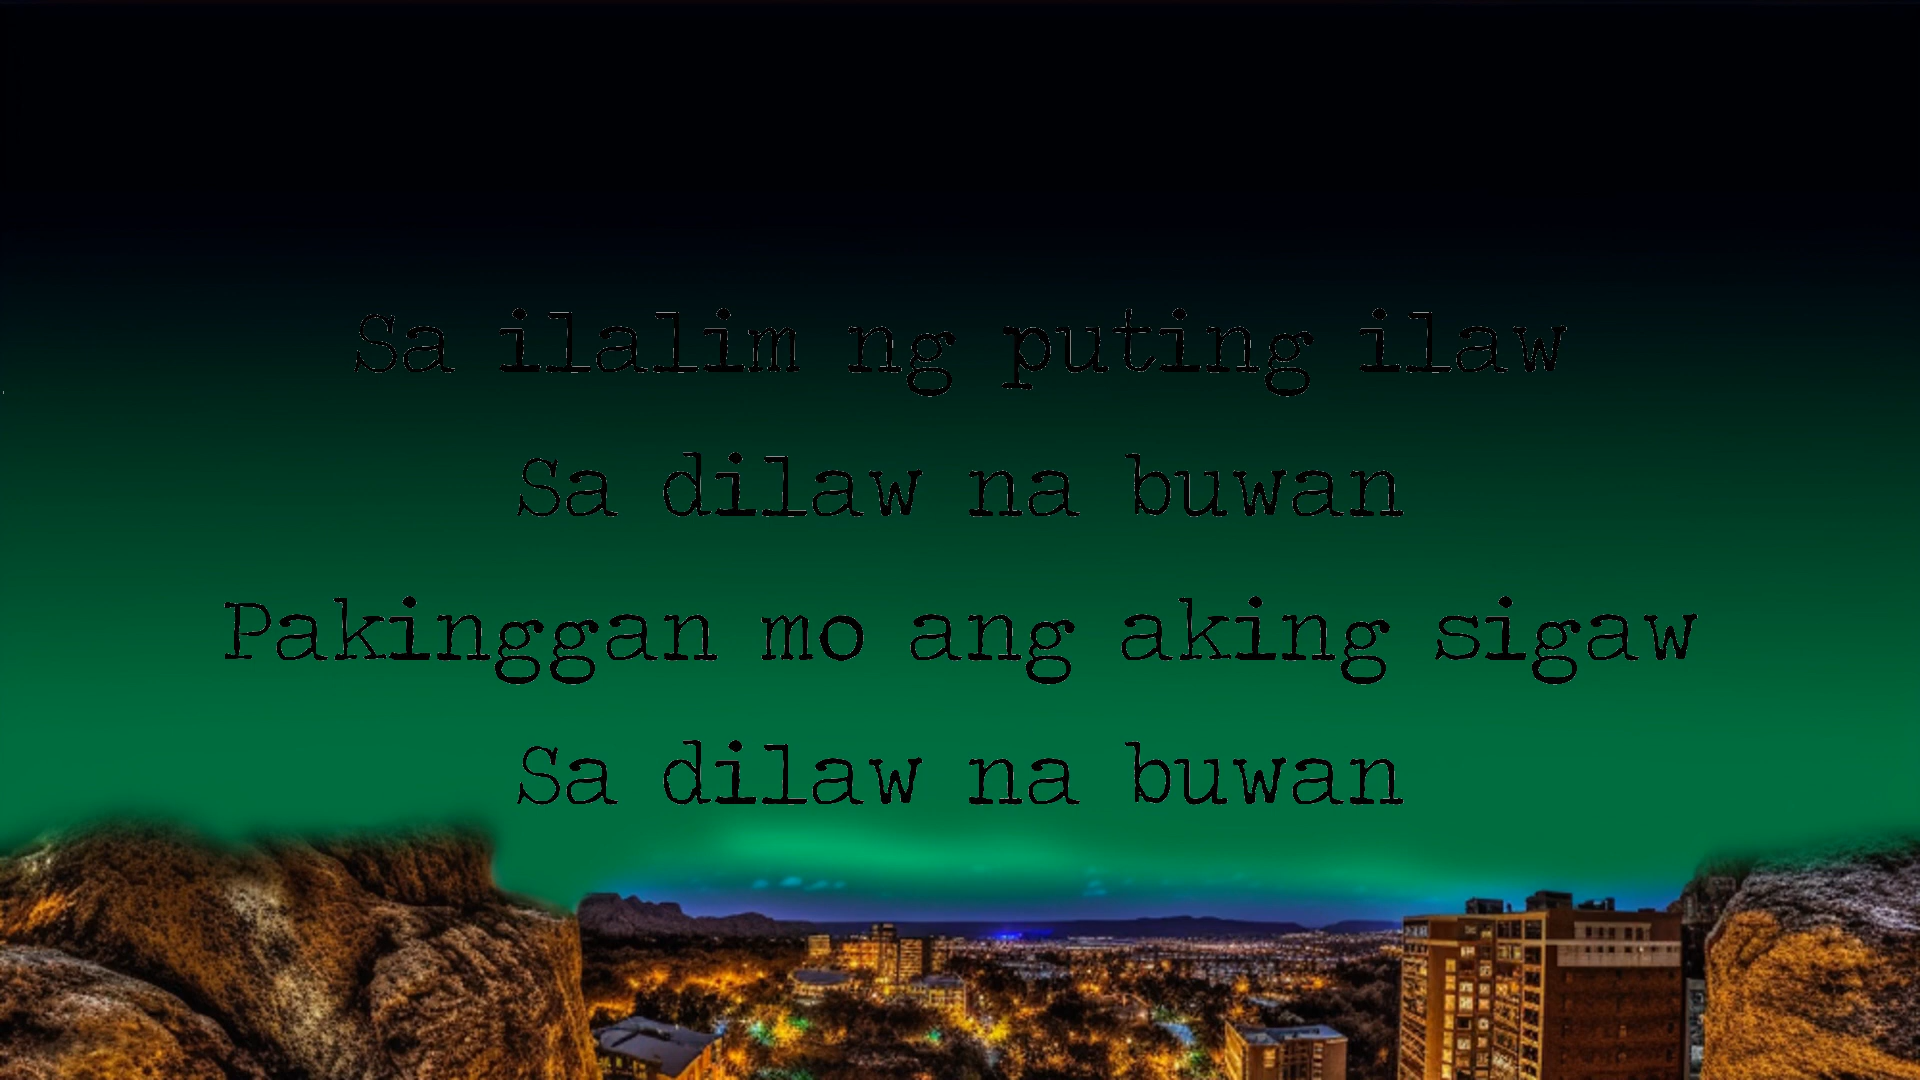 Sa ilalim ng puting ilaw
Sa dilaw na buwan
Pakinggan mo ang aking sigaw
Sa dilaw na buwan